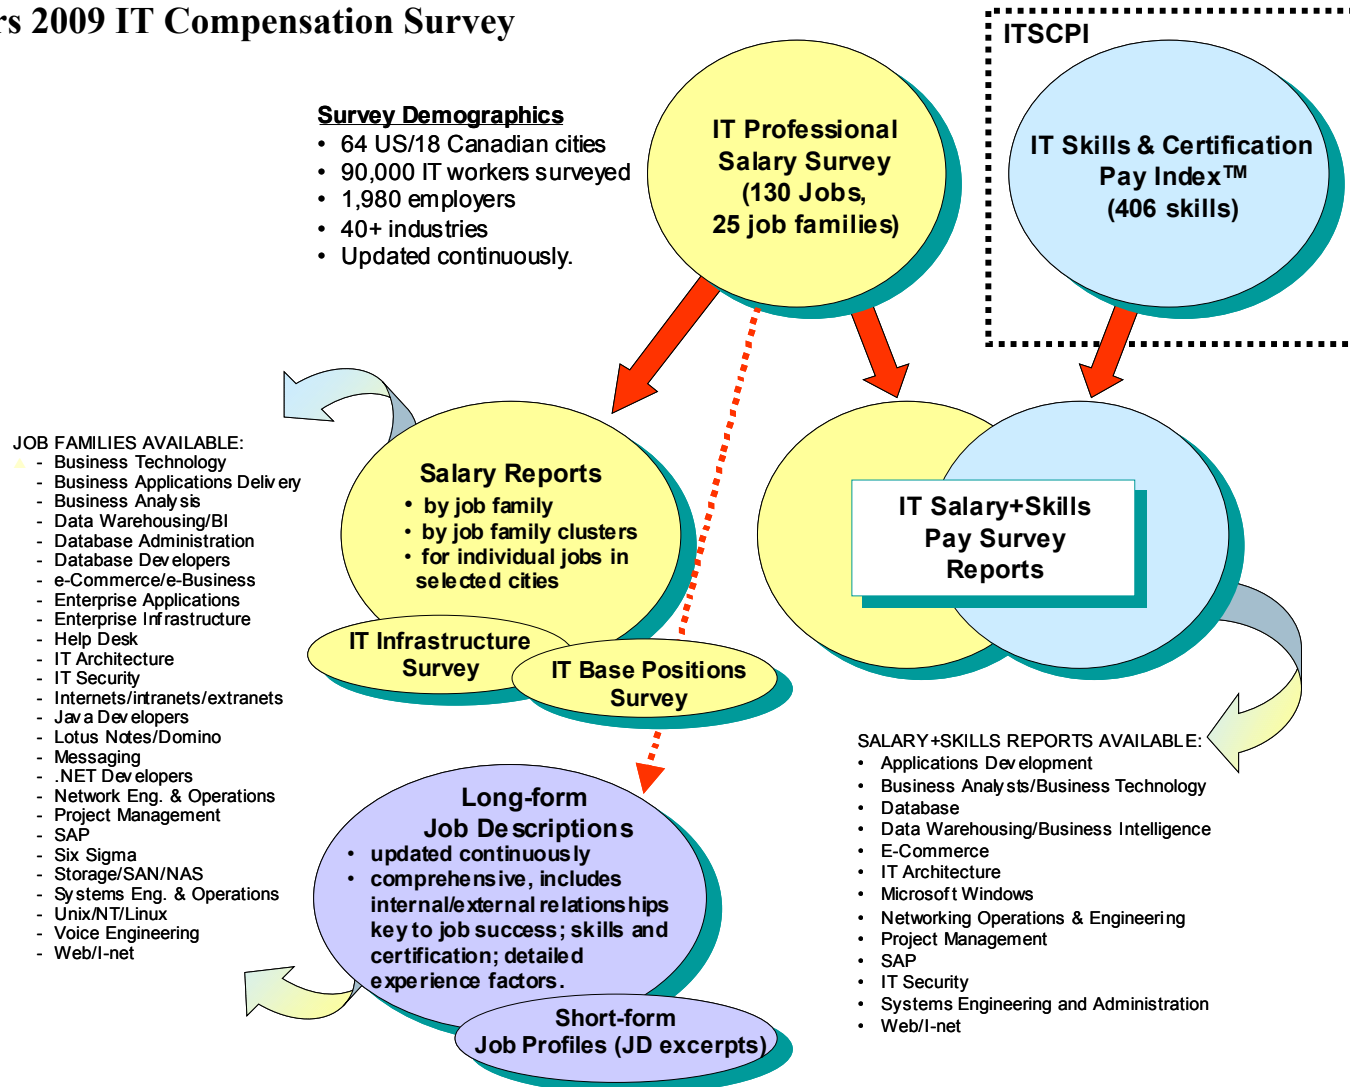 rs 2009 IT Compensation Survey
ITSCPI
Survey Demographics
• 64 US/18 Canadian cities
• 90,000 IT workers surveyed
• 1,980 employers
• 40+ industries
• Updated continuously.
IT Professional
Salary Survey
(130 Jobs,
25 job families)
IT Skills & Certification
Pay Index™
(406 skills)
JOB FAMILIES AVAILABLE:
- Business Technology
- Business Applications Delivery
- Business Analysis
- Data Warehousing/BI
- Database Administration
- Database Developers
- e-Commerce/e-Business
- Enterprise Applications
- Enterprise Infrastructure
- Help Desk
- IT Architecture
- IT Security
- Internets/intranets/extranets
- Java Developers
- Lotus Notes/Domino
- Messaging
- .NET Developers
- Network Eng. & Operations
- Project Management
- SAP
- Six Sigma
- Storage/SAN/NAS
- Systems Eng. & Operations
- Unix/NT/Linux
- Voice Engineering
- Web/I-net
Salary Reports
• by job family
• by job family clusters
• for individual jobs in
selected cities
IT Infrastructure
Survey
IT Base Positions
Survey
IT Salary+Skills
Pay Survey
Reports
Long-form
Job Descriptions
• updated continuously
• comprehensive, includes
internal/external relationships
key to job success; skills and
certification; detailed
experience factors.
Short-form
Job Profiles (JD excerpts)
SALARY+SKILLS REPORTS AVAILABLE:
• Applications Development
• Business Analysts/Business Technology
• Database
• Data Warehousing/Business Intelligence
• E-Commerce
• IT Architecture
• Microsoft Windows
• Networking Operations & Engineering
• Project Management
• SAP
• IT Security
• Systems Engineering and Administration
• Web/I-net